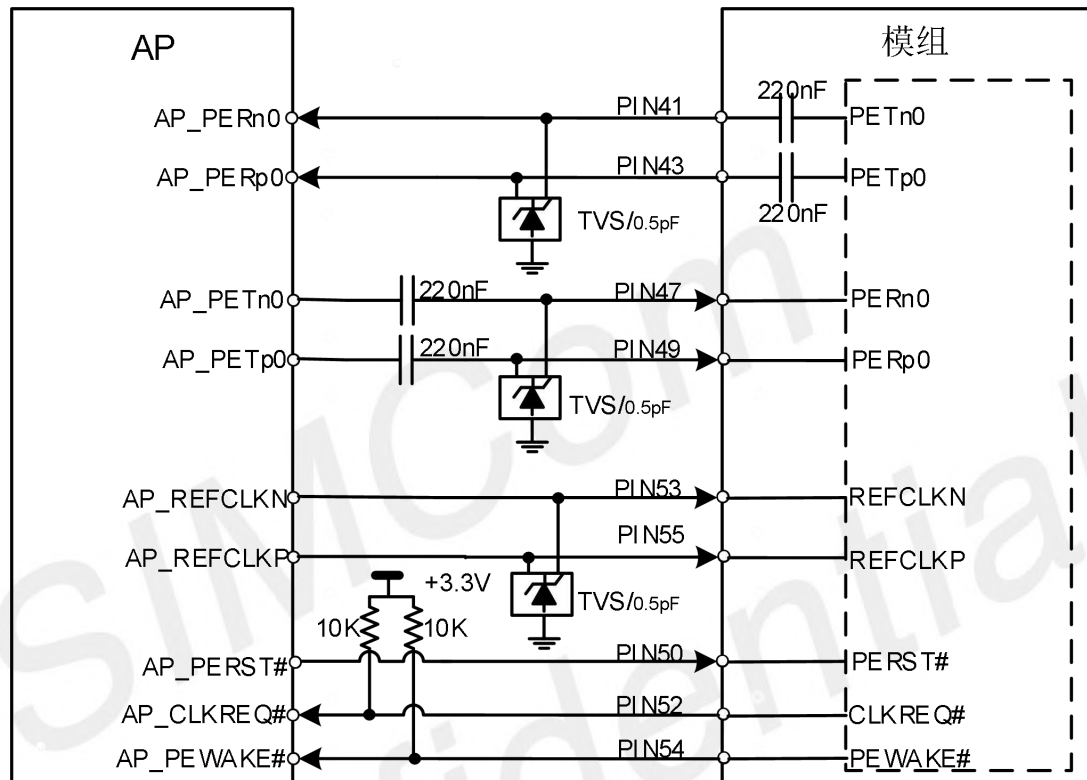 AP
模组
220nF
AP_PERn0
PIN41
PETn0
AP_PERp0
PIN43
PETp0
220nF
TVS/0.5pF
AP_PETn0
220nF
PIN47
PERn0
AP_PETp0
220nF
PIN49
PERp0
TVS/0.5pF
AP_REFCLKN
PIN53
REFCLKN
AP_REFCLKP
PIN55
REFCLKP
+3.3V
TVS/0.5pF
10K
10K
AP_PERST#
PIN50
PERST#
AP_CLKREQ#
PIN52
CLKREQ#
AP_PEWAKE#
PIN54
PEWAKE#
SIMCom